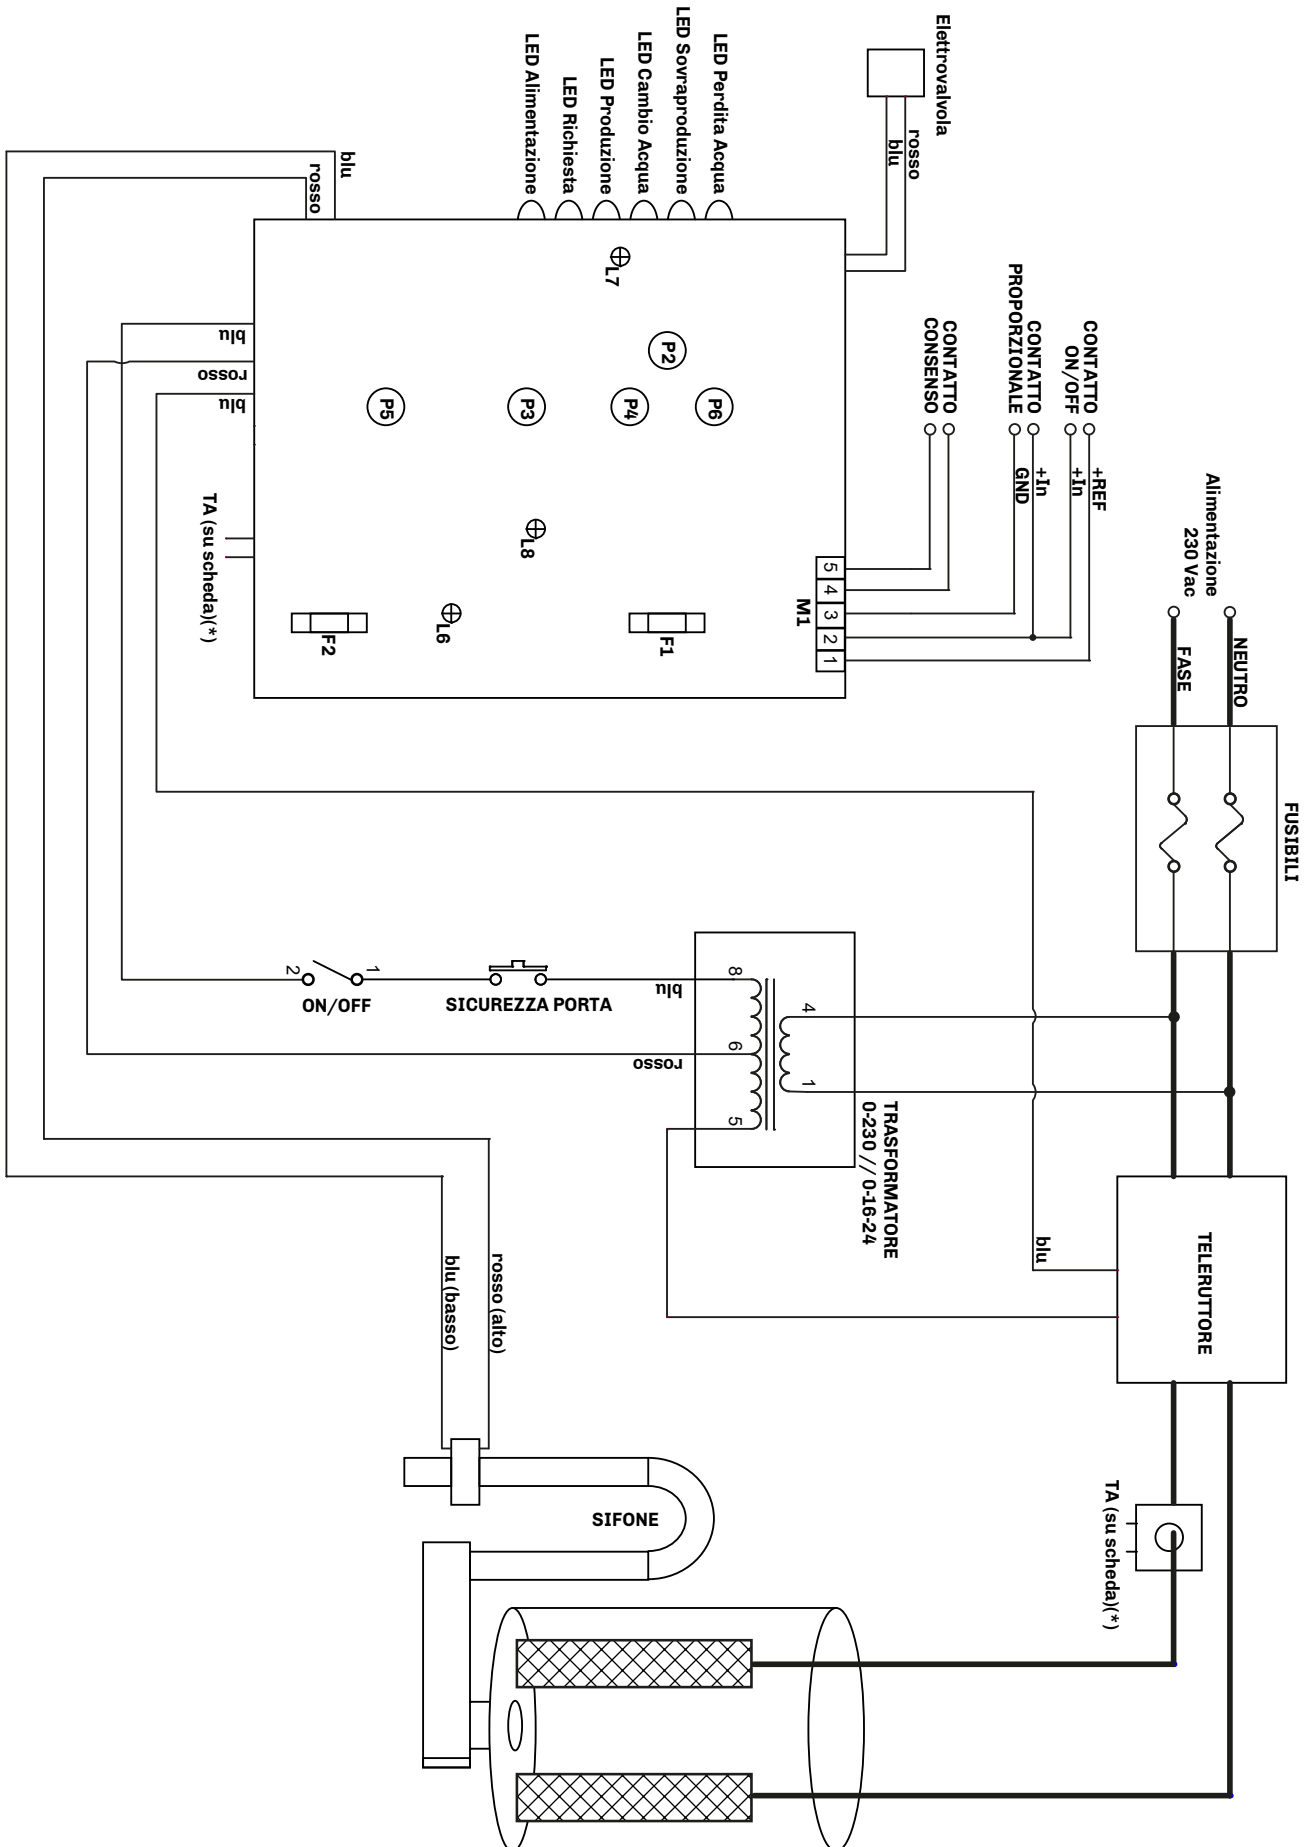 Elettrovalvola
rosso
blu
LED Perdita Acqua
LED Sovraproduzione
LED Cambio Acqua
LED Produzione
LED Richiesta
LED Alimentazione
blu
rosso
L7
P2
P6
P4
P3
P5
L8
L6
F1
F2
M1
5
4
3
2
1
CONTATTO
CONSENSO
CONTATTO
PROPORZIONALE
CONTATTO
ON/OFF
+REF
+In
+In
GND
Alimentazione
230 Vac
NEUTRO
FASE
FUSIBILI
blu
rosso
blu
TA (su scheda)(*)
2
1
ON/OFF
SICUREZZA PORTA
blu
rosso
8
6
5
4
1
TRASFORMATORE
0-230 // 0-16-24
blu
TELERUTTORE
rosso (alto)
blu (basso)
SIFONE
TA (su scheda)(*)